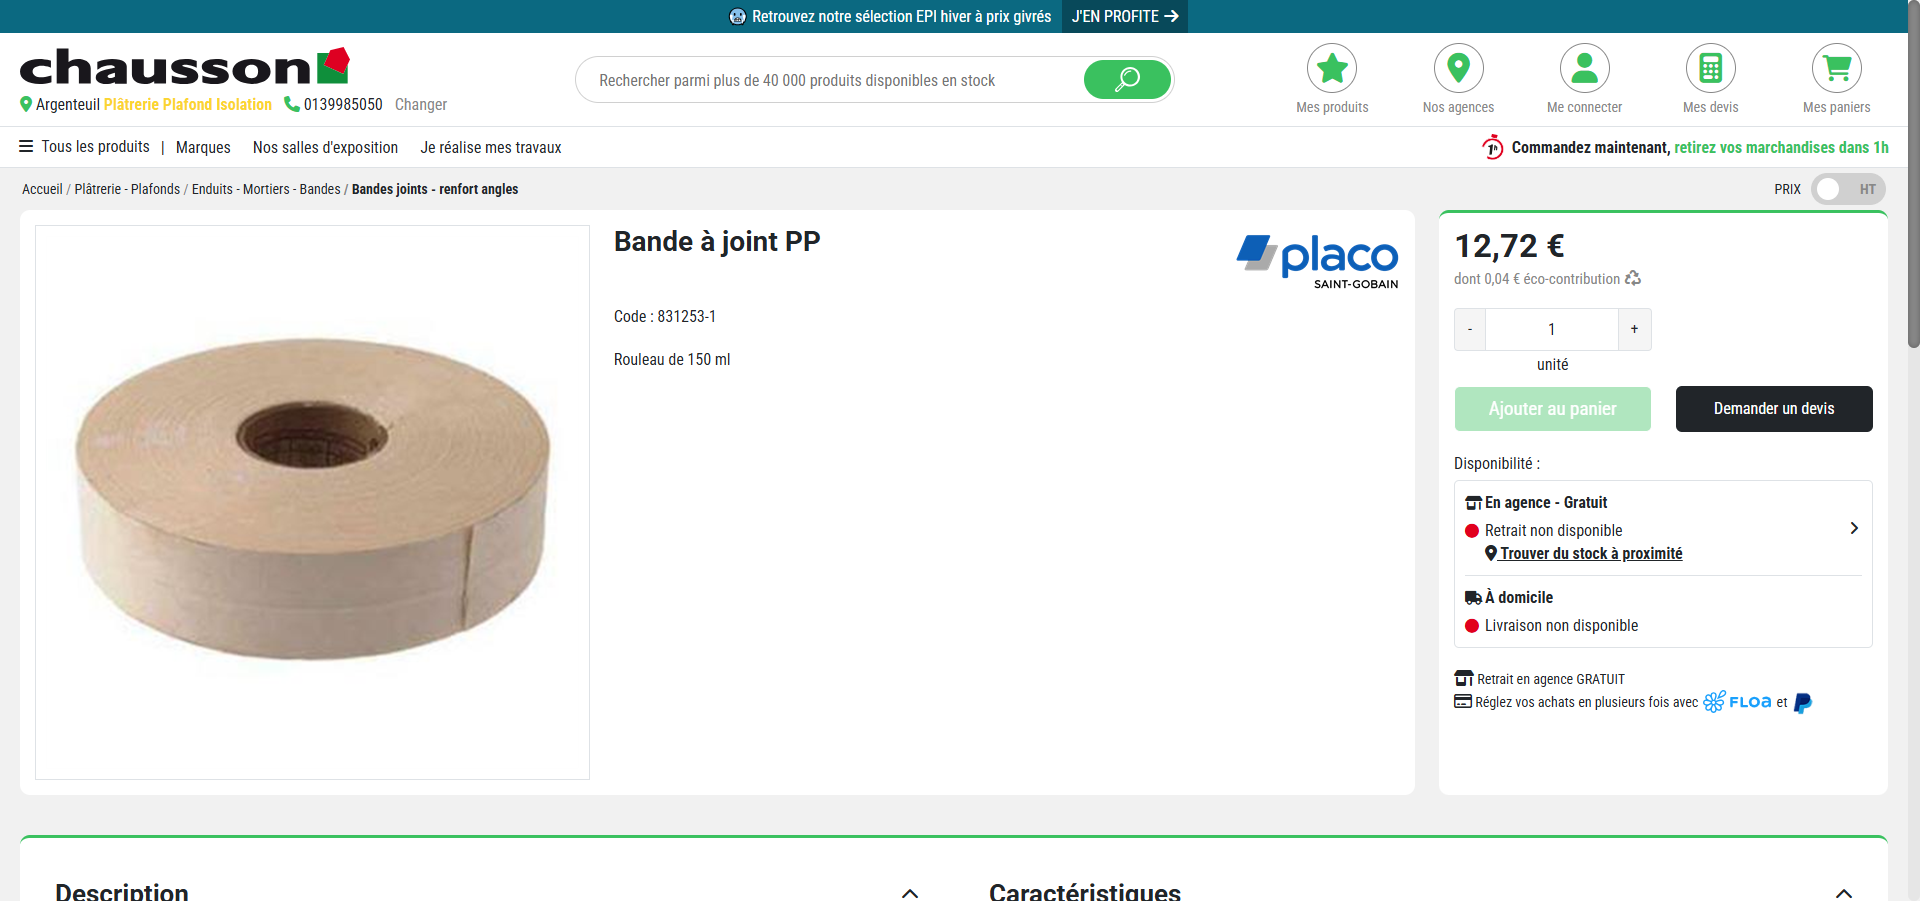 Retrouvez notre sélection EPI hiver à prix givrés J'EN PROFITE
chausson
Argenteuil Plâtrerie Plafond Isolation 0139985050 Changer
Rechercher parmi plus de 40 000 produits disponibles en stock
Mes produits
Nos agences
Me connecter
Mes devis
Mes paniers
Tous les produits | Marques Nos salles d'exposition Je réalise mes travaux
1h Commandez maintenant, retirez vos marchandises dans 1h
Accueil / Plâtrerie - Plafonds / Enduits - Mortiers - Bandes / Bandes joints - renfort angles
PRIX HT
Bande à joint PP
placo
SAINT-GOBAIN
Code : 831253-1
Rouleau de 150 ml
12,72 €
dont 0,04 € éco-contribution
- 1 +
unité
Ajouter au panier
Demander un devis
Disponibilité :
En agence - Gratuit
Retrait non disponible
Trouver du stock à proximité
À domicile
Livraison non disponible
Retrait en agence GRATUIT
Réglez vos achats en plusieurs fois avec FLOa et
Description
Caractéristiques